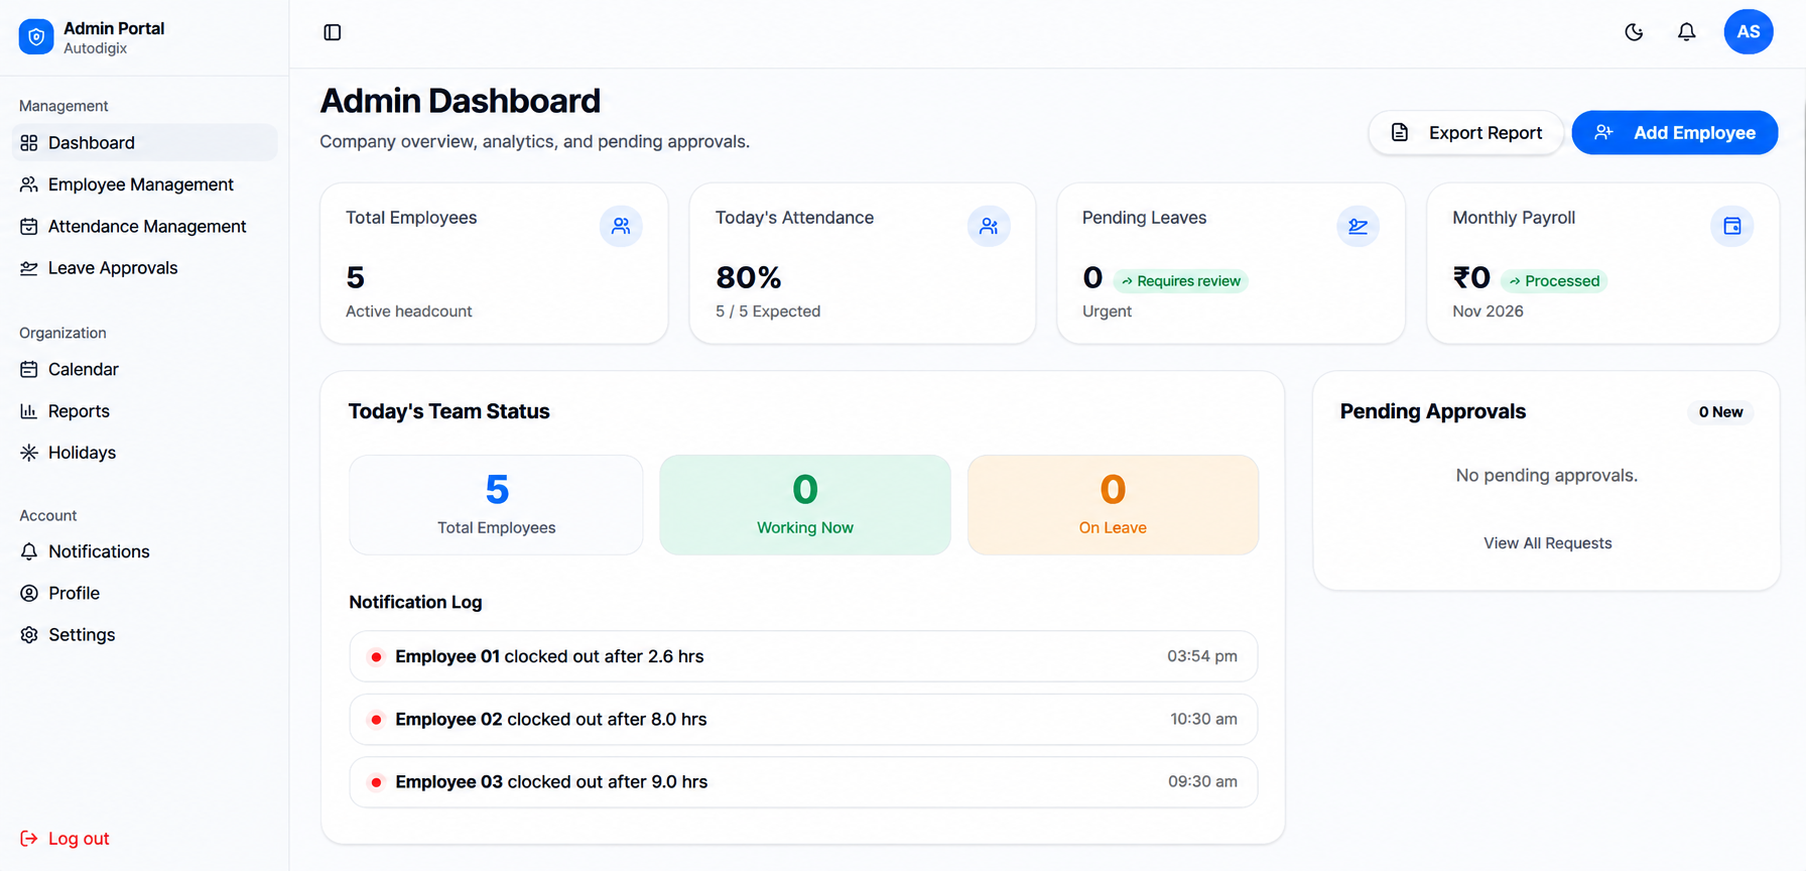 Admin Portal
Autodigix
Management
Dashboard
Employee Management
Attendance Management
Leave Approvals
Organization
Calendar
Reports
Holidays
Account
Notifications
Profile
Settings
Log out
AS
Admin Dashboard
Company overview, analytics, and pending approvals.
Export Report
Add Employee
Total Employees
5
Active headcount
Today's Attendance
80%
5 / 5 Expected
Pending Leaves
0 Requires review
Urgent
Monthly Payroll
₹0 Processed
Nov 2026
Today's Team Status
5
Total Employees
0
Working Now
0
On Leave
Notification Log
Employee 01 clocked out after 2.6 hrs 03:54 pm
Employee 02 clocked out after 8.0 hrs 10:30 am
Employee 03 clocked out after 9.0 hrs 09:30 am
Pending Approvals 0 New
No pending approvals.
View All Requests